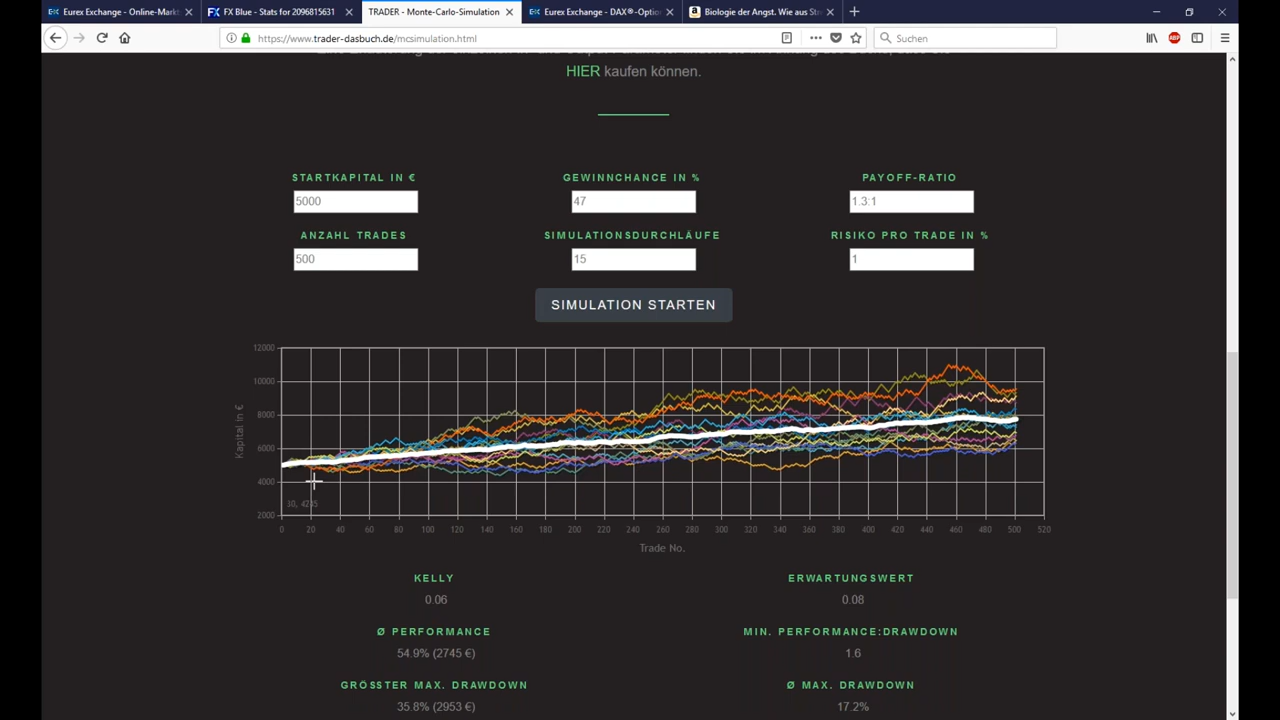 Eurex Exchange - Online-Markt
FX Blue - Stats for 2096815631
TRADER - Monte-Carlo-Simulation
Eurex Exchange - DAX®-Optio
Biologie der Angst. Wie aus Str
https://www.trader-dasbuch.de/mcsimulation.html
Suchen
HIER kaufen können.
STARTKAPITAL IN €
GEWINNCHANCE IN %
PAYOFF-RATIO
5000
47
1.3:1
ANZAHL TRADES
SIMULATIONSDURCHLÄUFE
RISIKO PRO TRADE IN %
500
15
1
SIMULATION STARTEN
12000
10000
8000
6000
4000
2000
Kapital in €
0 20 40 60 80 100 120 140 160 180 200 220 240 260 280 300 320 340 360 380 400 420 440 460 480 500 520
Trade No.
KELLY
ERWARTUNGSWERT
0.06
0.08
Ø PERFORMANCE
MIN. PERFORMANCE:DRAWDOWN
54.9% (2745 €)
1.6
GRÖSSTER MAX. DRAWDOWN
Ø MAX. DRAWDOWN
35.8% (2953 €)
17.2%